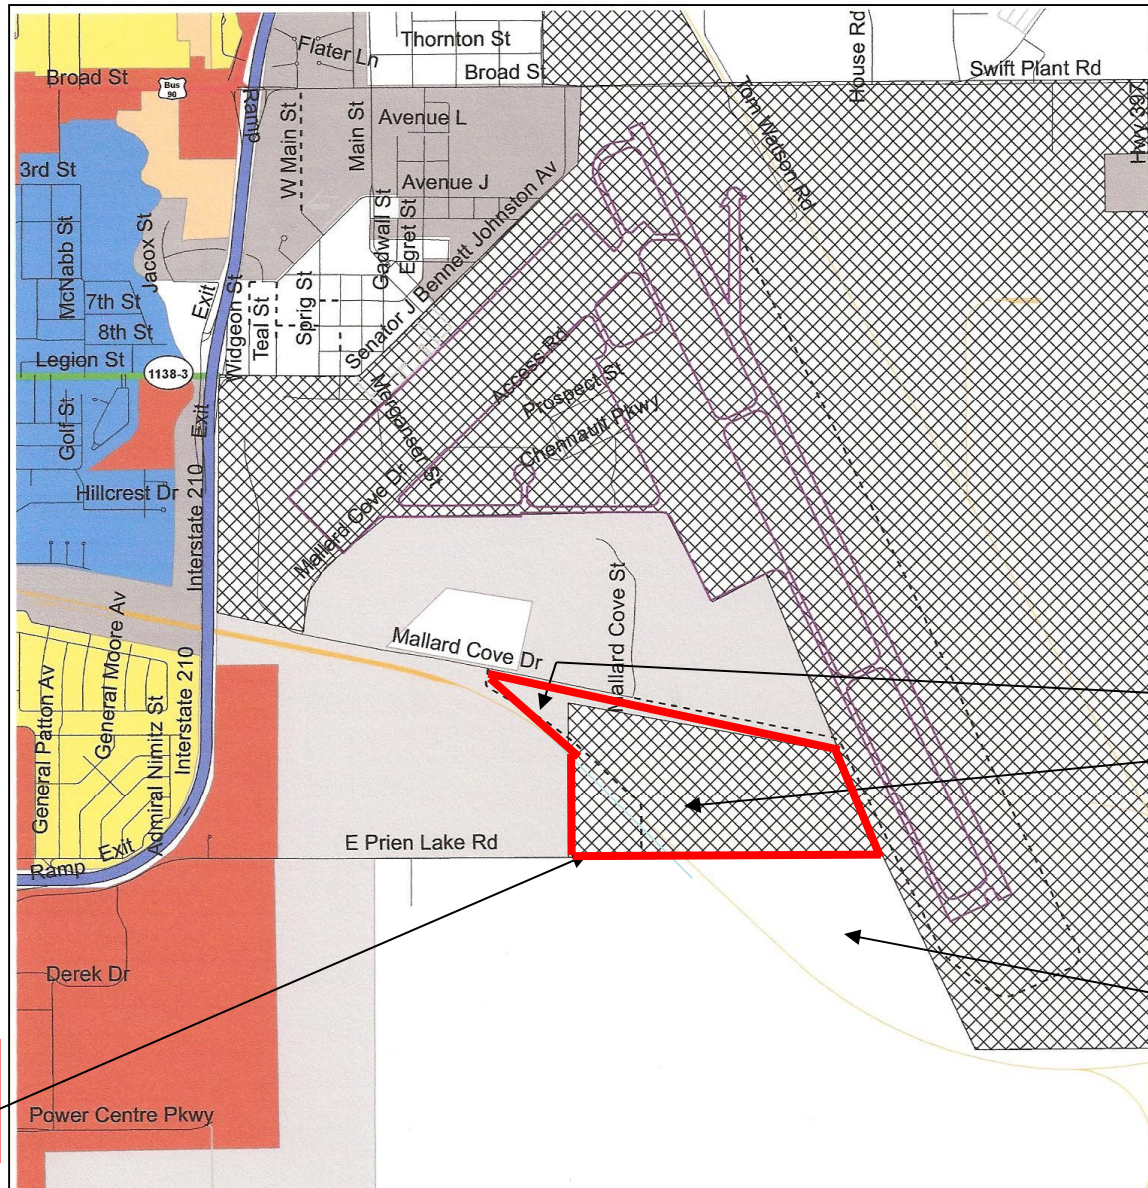 Flater Ln
Thornton St
Broad St
Broad St
Swift Plant Rd
House Rd
Bus
90
Ramp
W Main St
Main St
Avenue L
Tom Watson Rd
Hwy 397
3rd St
Avenue J
McNabb St
Jacox St
Gadwall St
Egret St
Senator J Bennett Johnston Av
7th St
Exit
Widgeon St
Teal St
Sprig St
8th St
Legion St
1138-3
Access Rd
Merganser St
Prospect St
Chennault Pkwy
Golf St
Exit
Hillcrest Dr
Interstate 210
Mallard Cove Dr
General Moore Av
Mallard Cove St
Mallard Cove Dr
General Patton Av
Admiral Nimitz St
Interstate 210
E Prien Lake Rd
Exit
Ramp
Derek Dr
Power Centre Pkwy